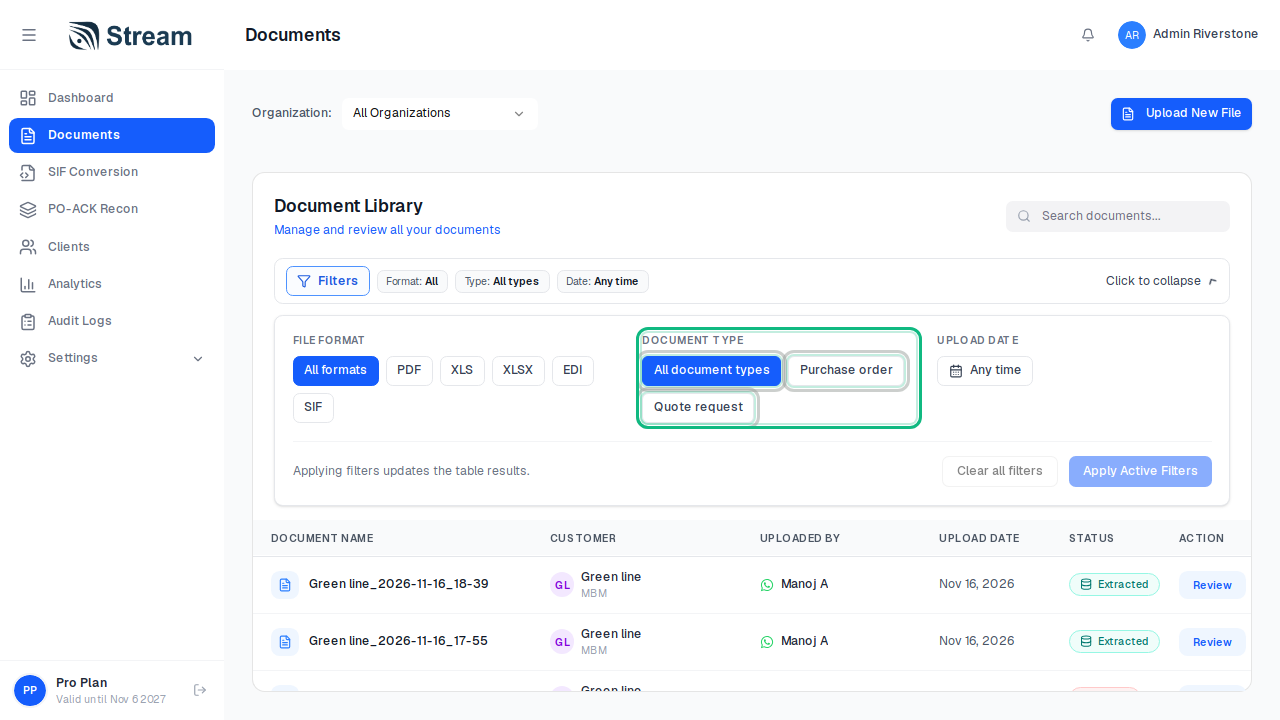 Stream
Documents
AR
Admin Riverstone
Dashboard
Documents
SIF Conversion
PO-ACK Recon
Clients
Analytics
Audit Logs
Settings
PP
Pro Plan
Valid until Nov 6 2027
Organization:
All Organizations
Upload New File
Document Library
Manage and review all your documents
Search documents...
Filters
Format: All
Type: All types
Date: Any time
Click to collapse
FILE FORMAT
All formats
PDF
XLS
XLSX
EDI
SIF
DOCUMENT TYPE
All document types
Purchase order
Quote request
UPLOAD DATE
Any time
Applying filters updates the table results.
Clear all filters
Apply Active Filters
DOCUMENT NAME CUSTOMER UPLOADED BY UPLOAD DATE STATUS ACTION
Green line_2026-11-16_18-39 GL Green line Manoj A Nov 16, 2026 Extracted Review
MBM
Green line_2026-11-16_17-55 GL Green line Manoj A Nov 16, 2026 Extracted Review
MBM
Green line